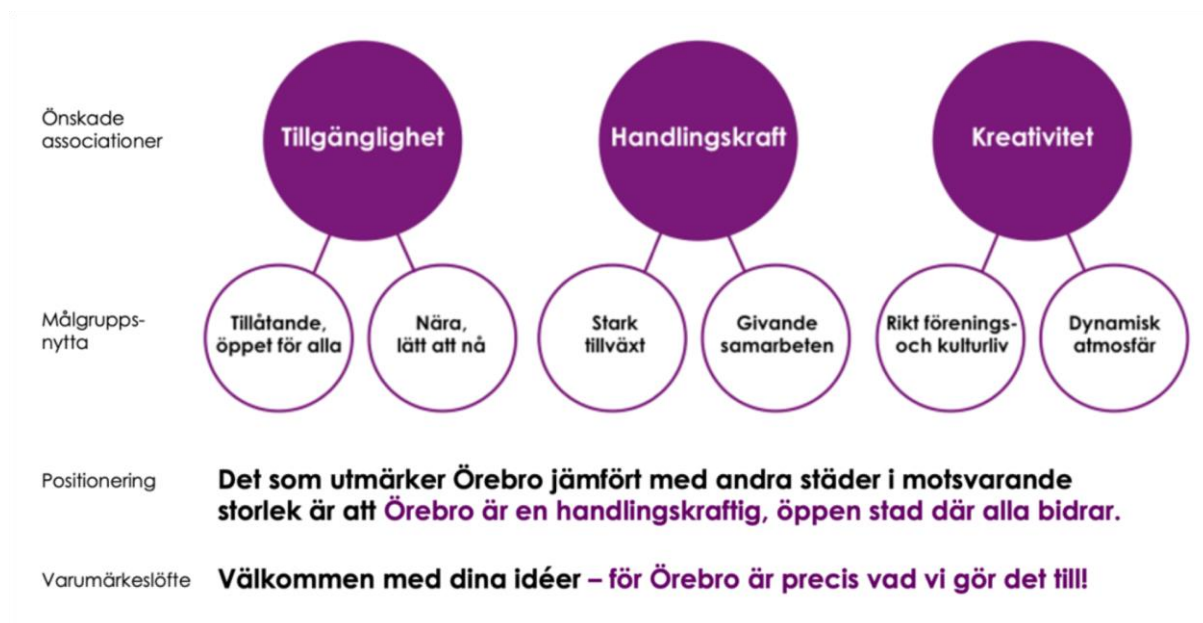 Önskade
associationer
Tillgänglighet
Handlingskraft
Kreativitet
Målgrupps-
nytta
Tillåtande,
öppet för alla
Nära,
lätt att nå
Stark
tillväxt
Givande
samarbeten
Rikt förenings-
och kulturliv
Dynamisk
atmosfär
Positionering
Det som utmärker Örebro jämfört med andra städer i motsvarande
storlek är att Örebro är en handlingskraftig, öppen stad där alla bidrar.
Varumärkeslöfte
Välkommen med dina idéer – för Örebro är precis vad vi gör det till!